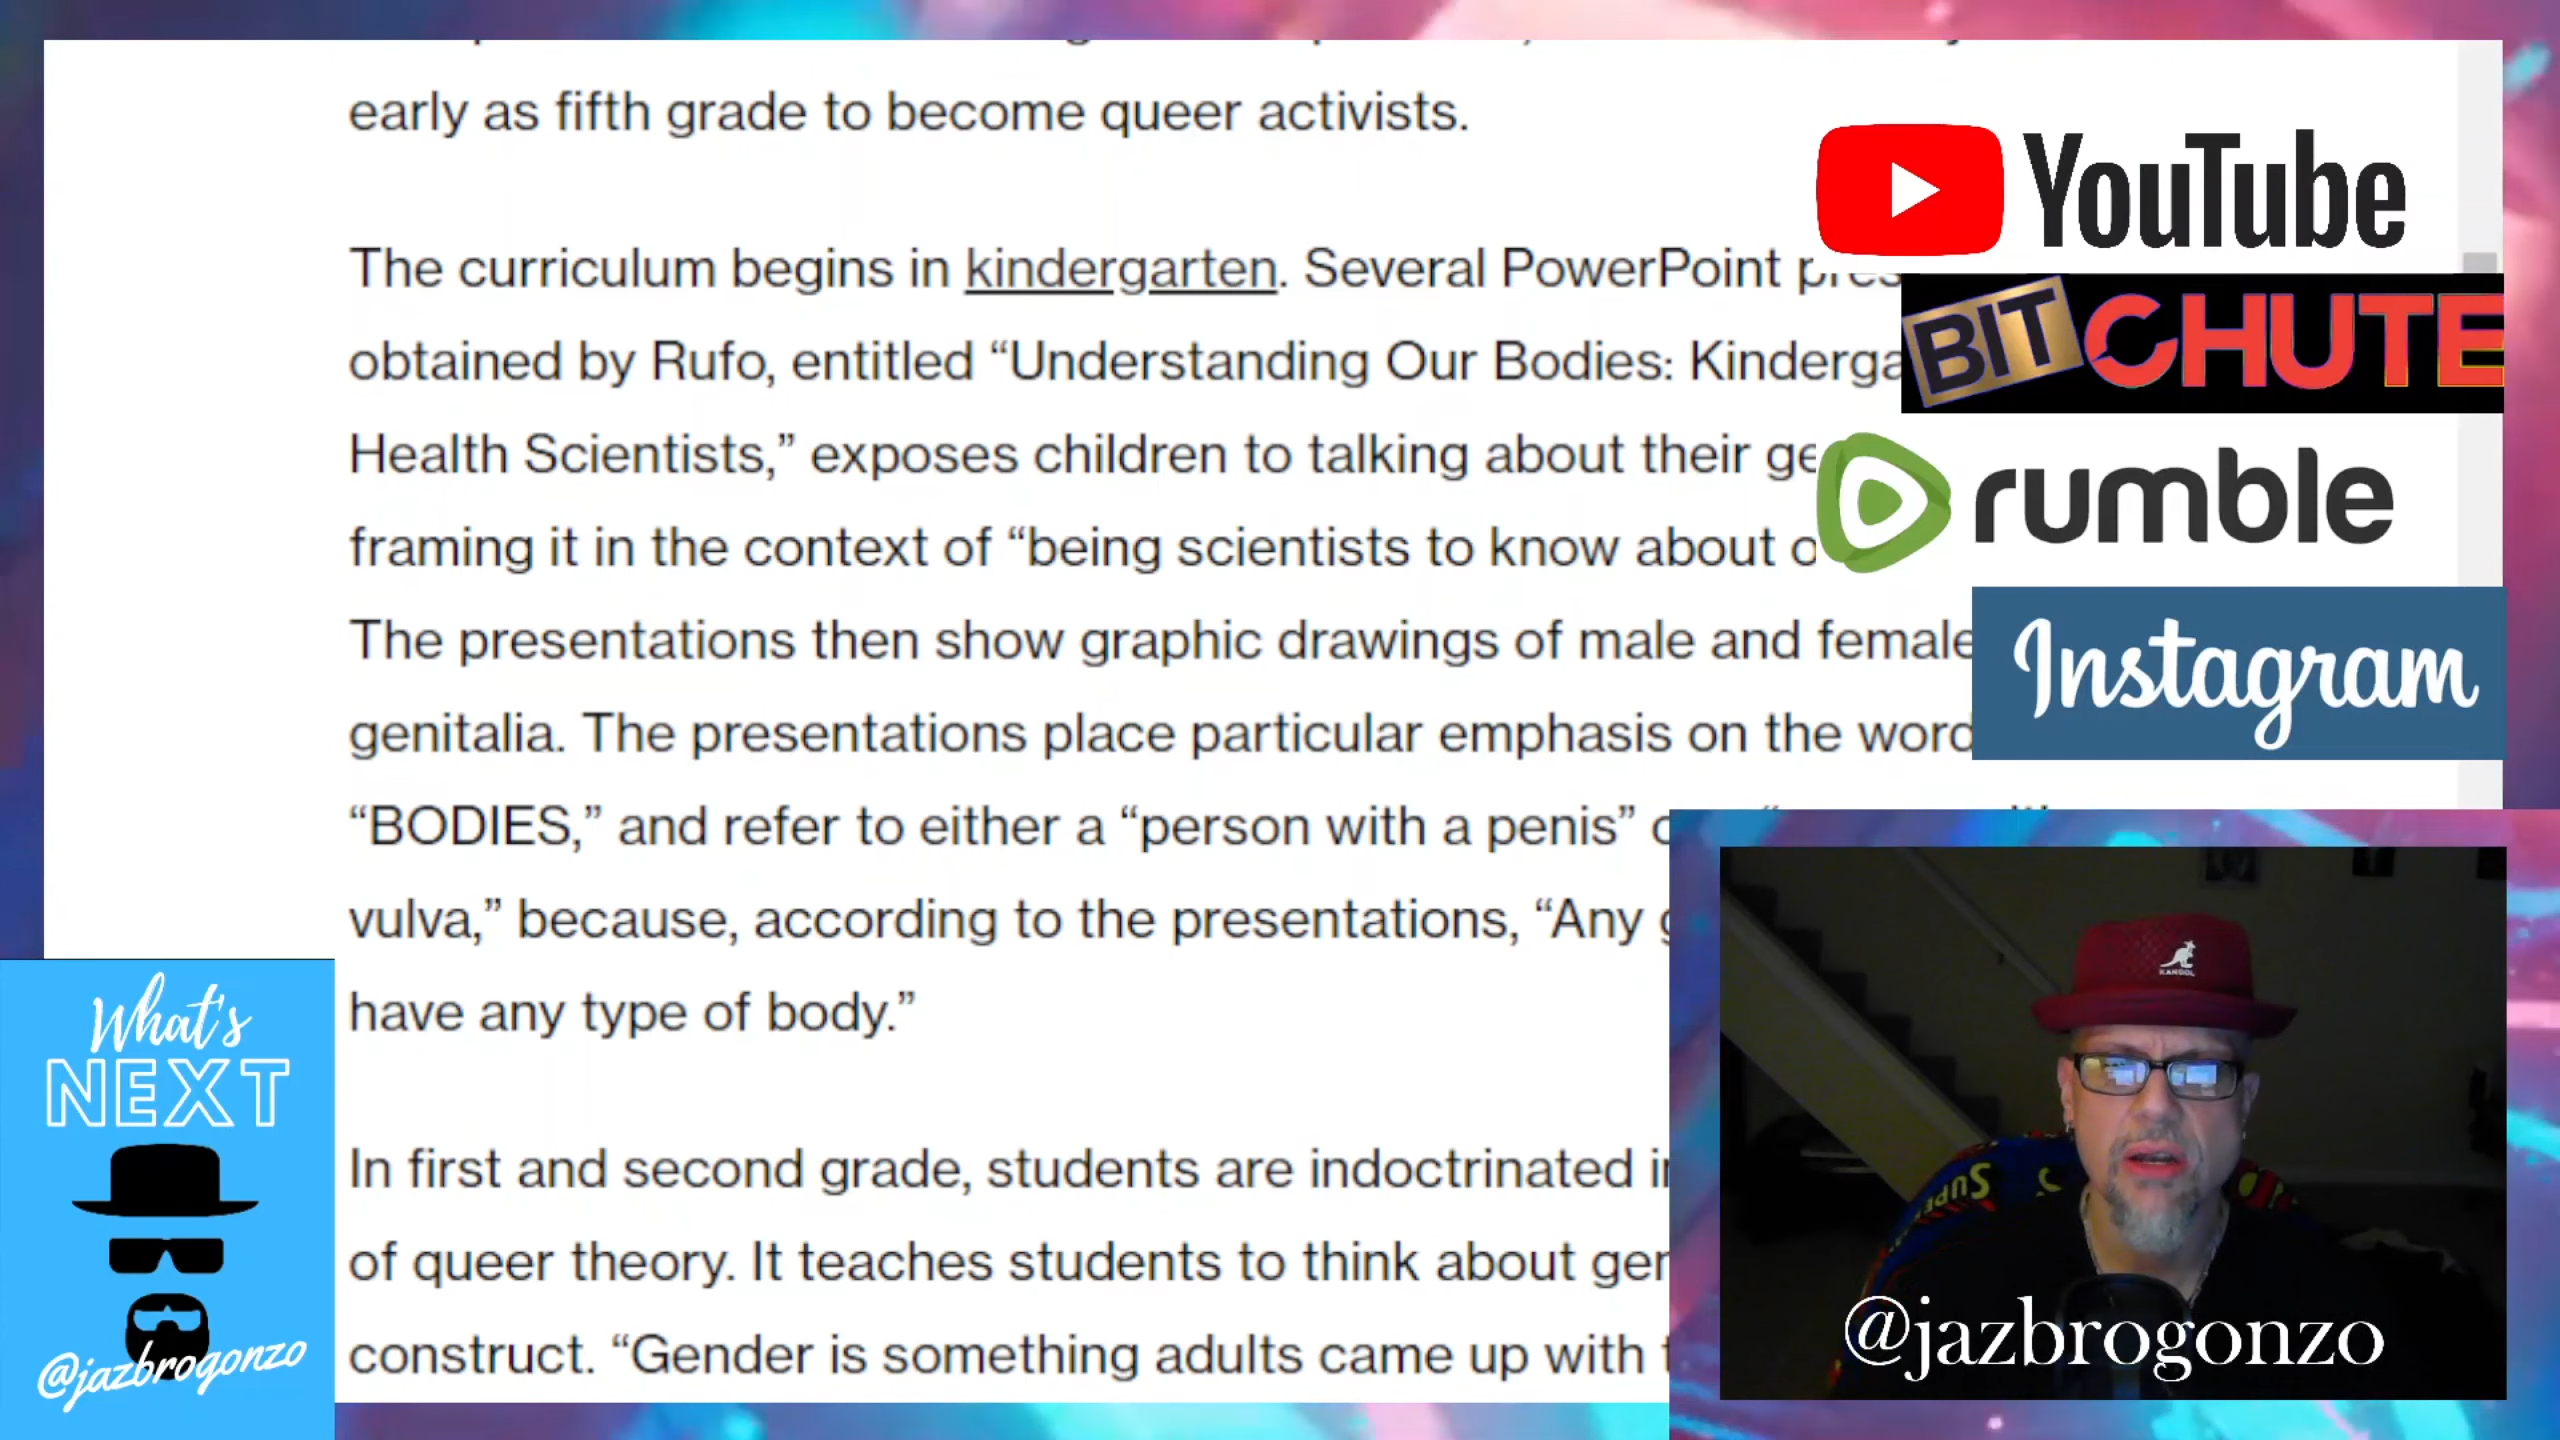 early as fifth grade to become queer activists.
The curriculum begins in kindergarten. Several PowerPoint
obtained by Rufo, entitled “Understanding Our Bodies:
Health Scientists,” exposes children to talking about their
framing it in the context of “being scientists to know about
The presentations then show graphic drawings of male and female
genitalia. The presentations place particular emphasis on the word
“BODIES,” and refer to either a “person with a penis”
vulva,” because, according to the presentations, “Any
have any type of body.”
In first and second grade, students are indoctrinated
of queer theory. It teaches students to think about
construct. “Gender is something adults came up with
YouTube
BITCHUTE
rumble
Instagram
What's
NEXT
@jazbrogonzo
KANGOL
@jazbrogonzo